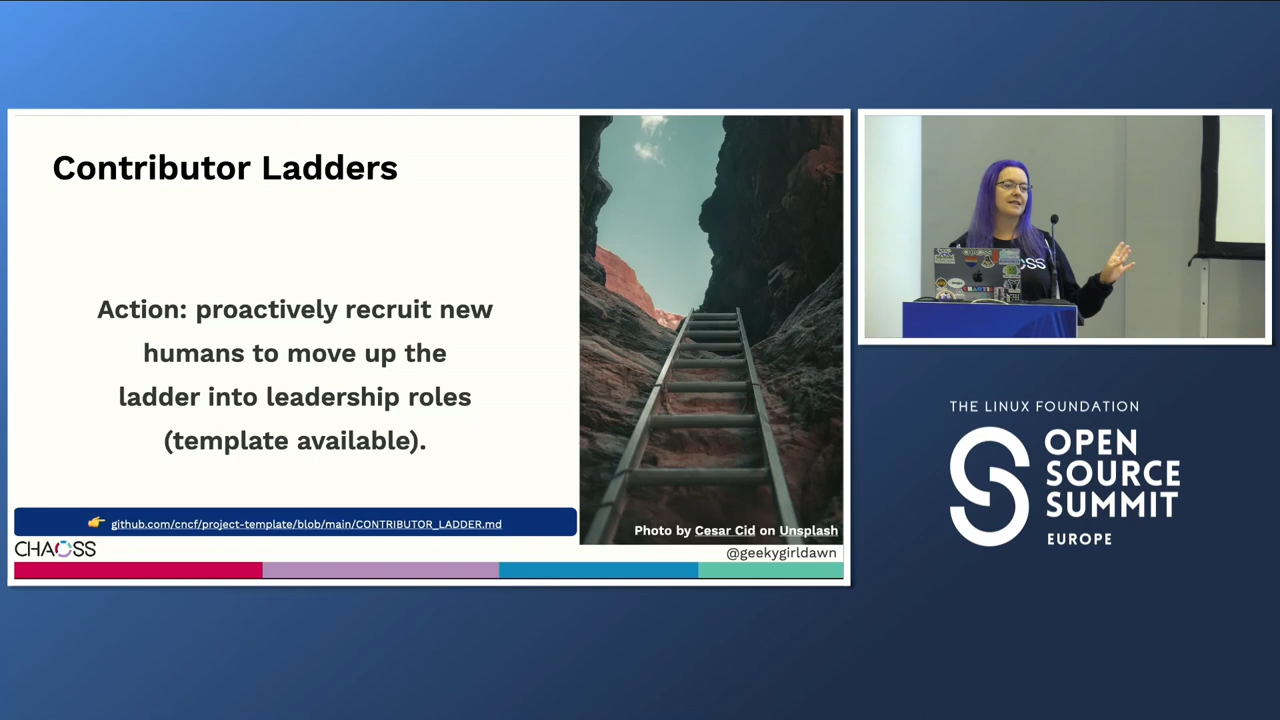 Contributor Ladders
Action: proactively recruit new
humans to move up the
ladder into leadership roles
(template available).
👉 github.com/cncf/project-template/blob/main/CONTRIBUTOR_LADDER.md
Photo by Cesar Cid on Unsplash
CHAOSS
@geekygirldawn
THE LINUX FOUNDATION
OPEN
SOURCE
SUMMIT
EUROPE